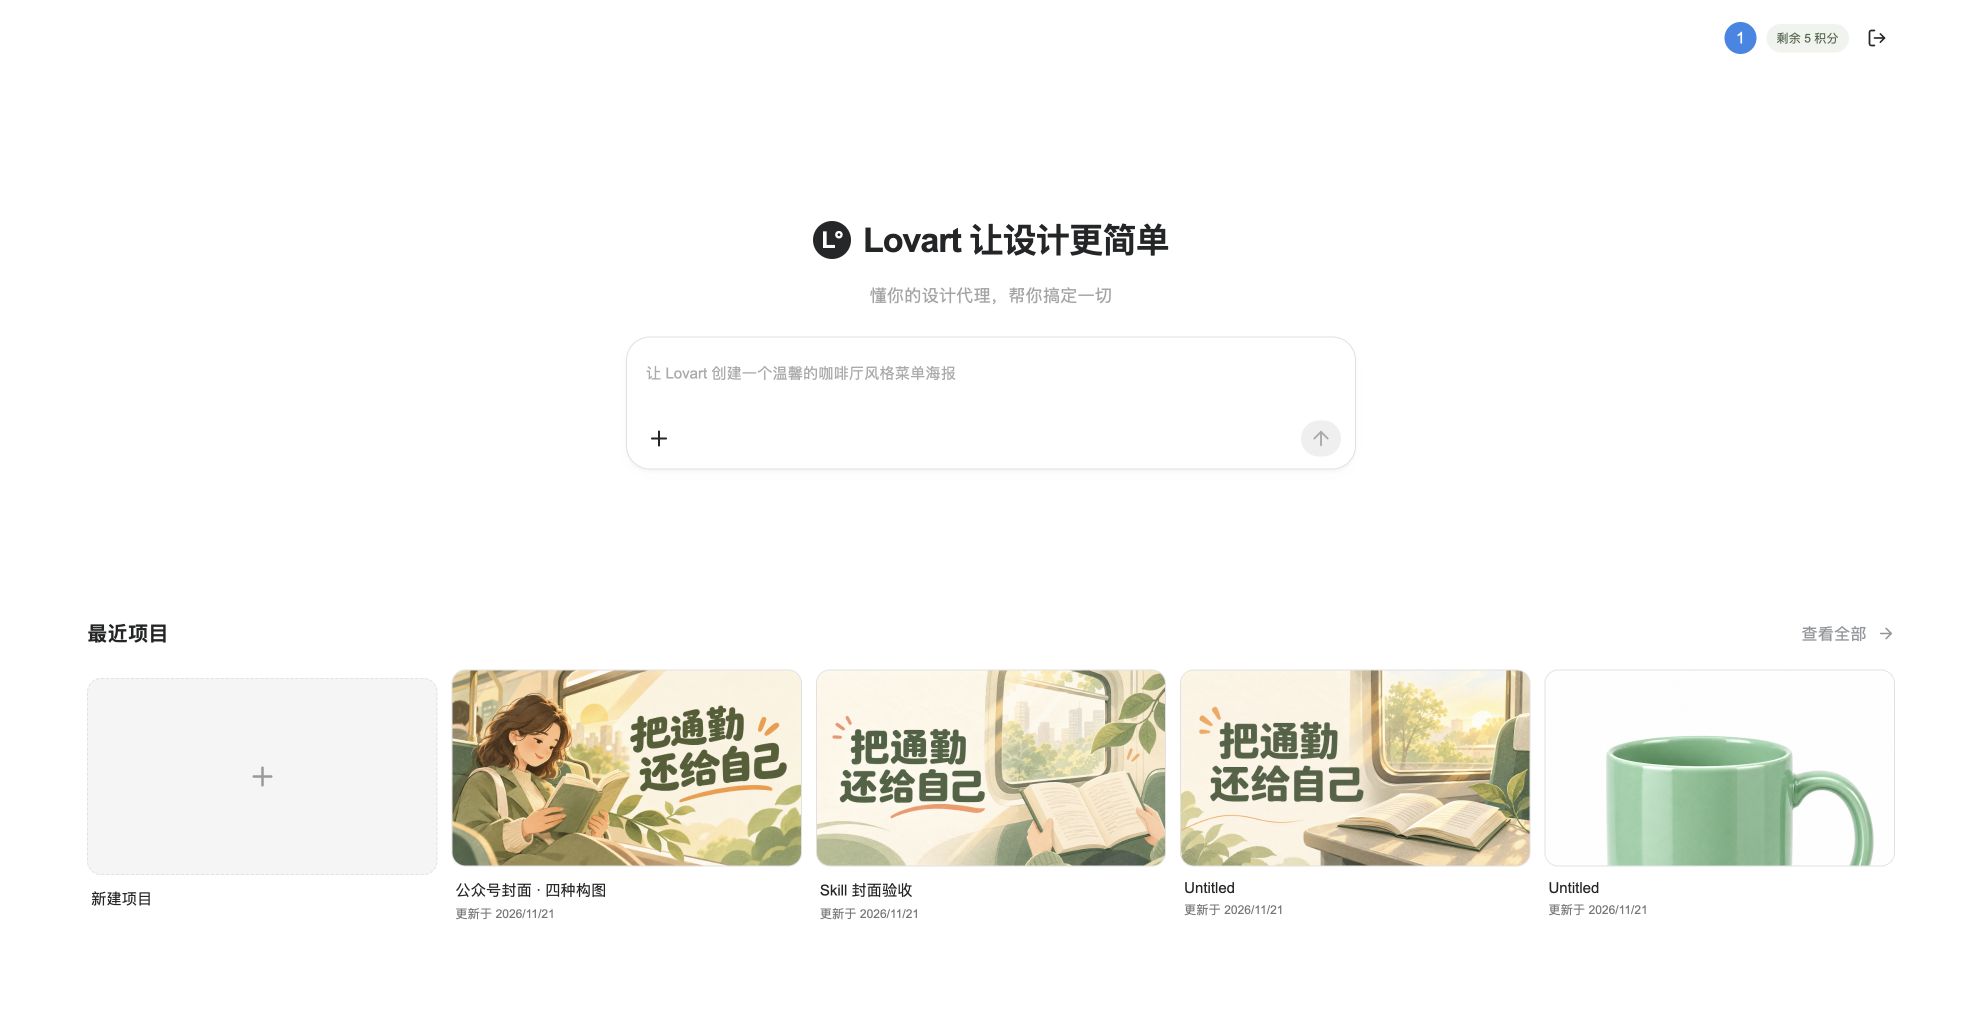 1 剩余 5 积分
L Lovart 让设计更简单
懂你的设计代理，帮你搞定一切
让 Lovart 创建一个温馨的咖啡厅风格菜单海报
最近项目
查看全部
把通勤
还给自己
把通勤
还给自己
把通勤
还给自己
新建项目
公众号封面 · 四种构图
更新于 2026/11/21
Skill 封面验收
更新于 2026/11/21
Untitled
更新于 2026/11/21
Untitled
更新于 2026/11/21